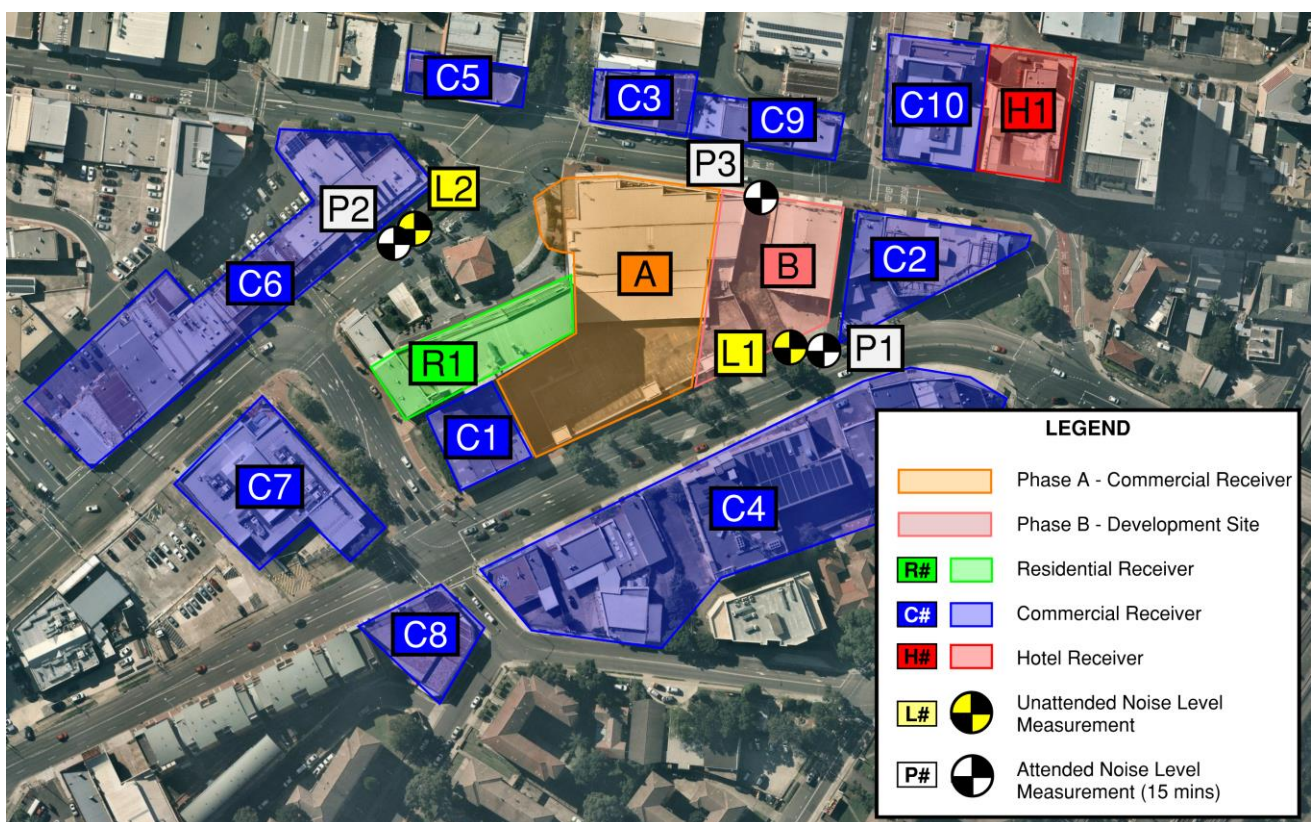 C5
C3
C9
C10
H1
P3
L2
P2
C6
A
B
C2
R1
L1
P1
C1
C7
C4
C8
LEGEND
Phase A - Commercial Receiver
Phase B - Development Site
R# Residential Receiver
C# Commercial Receiver
H# Hotel Receiver
L# Unattended Noise Level
Measurement
P# Attended Noise Level
Measurement (15 mins)